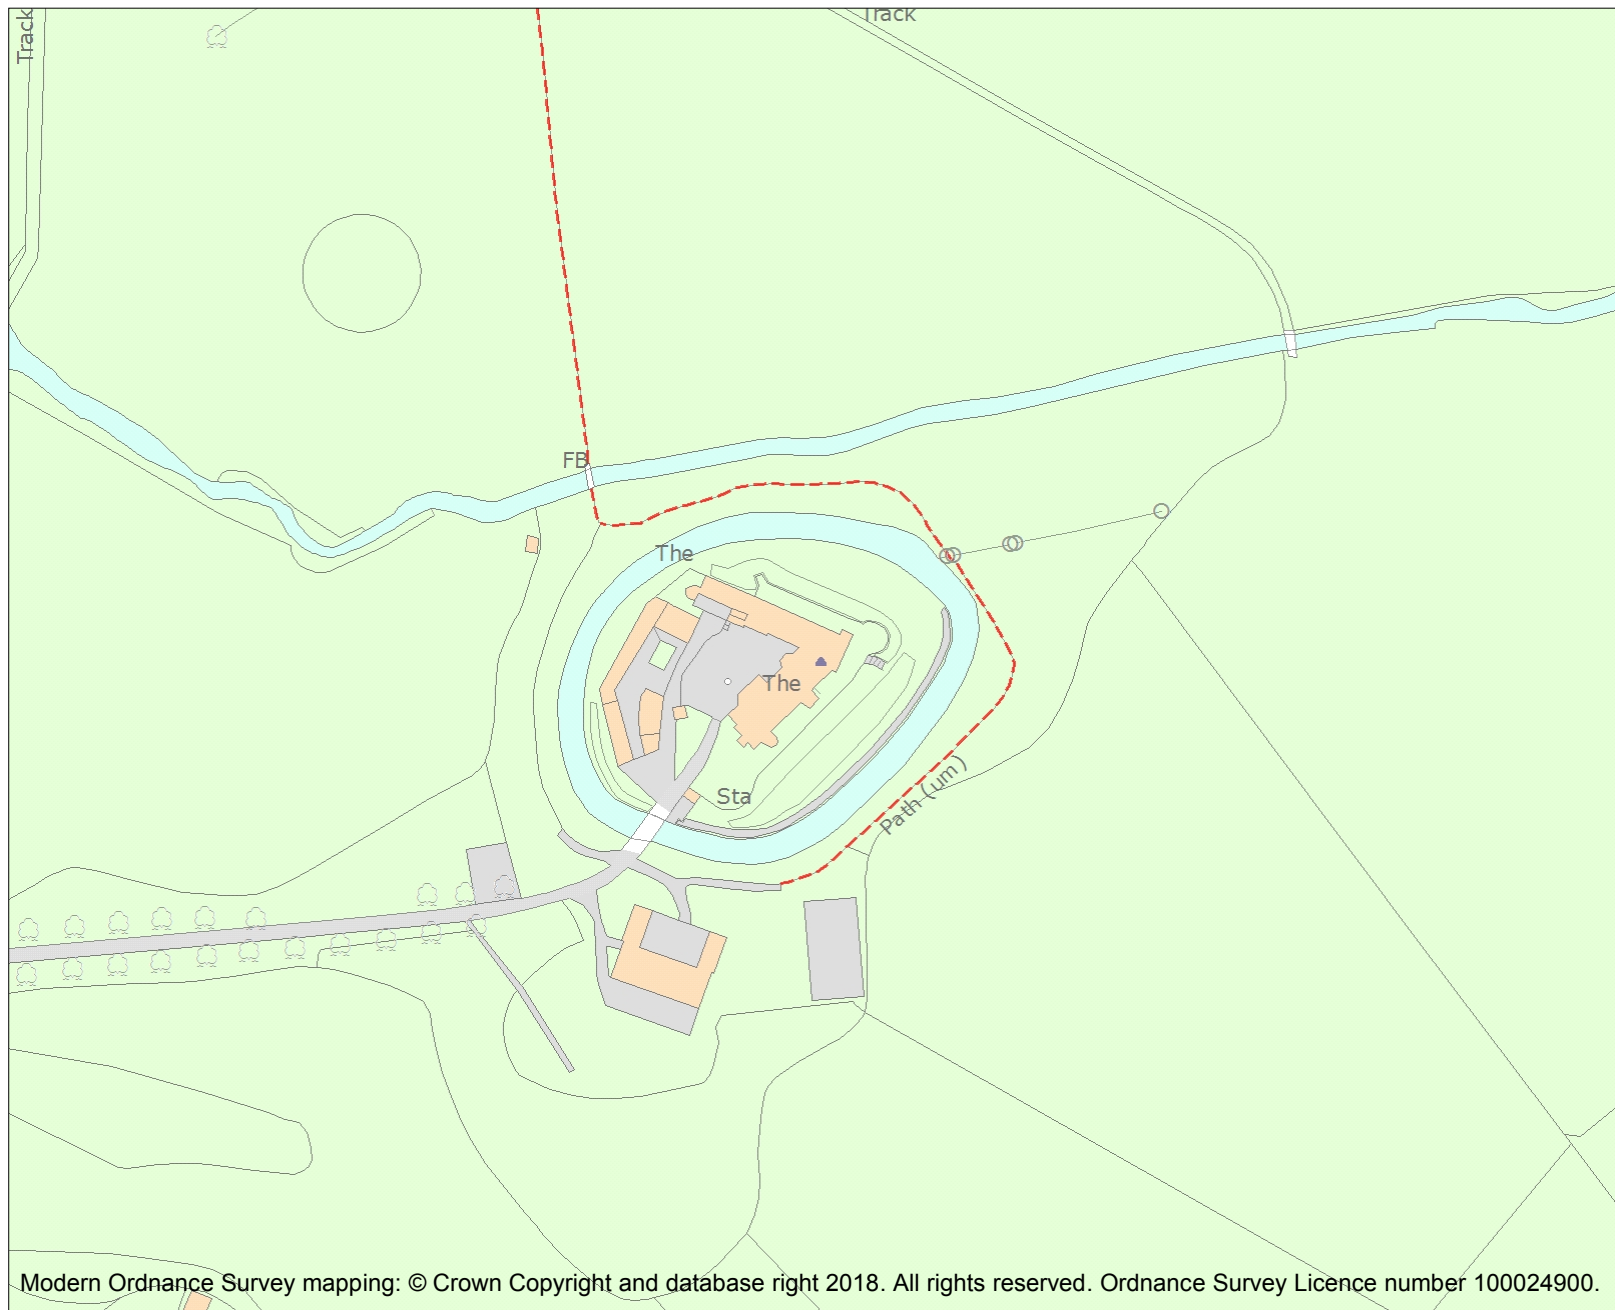 Track
Track
FB
The
The
Sta
Path (um)
Modern Ordnance Survey mapping: © Crown Copyright and database right 2018. All rights reserved. Ordnance Survey Licence number 100024900.